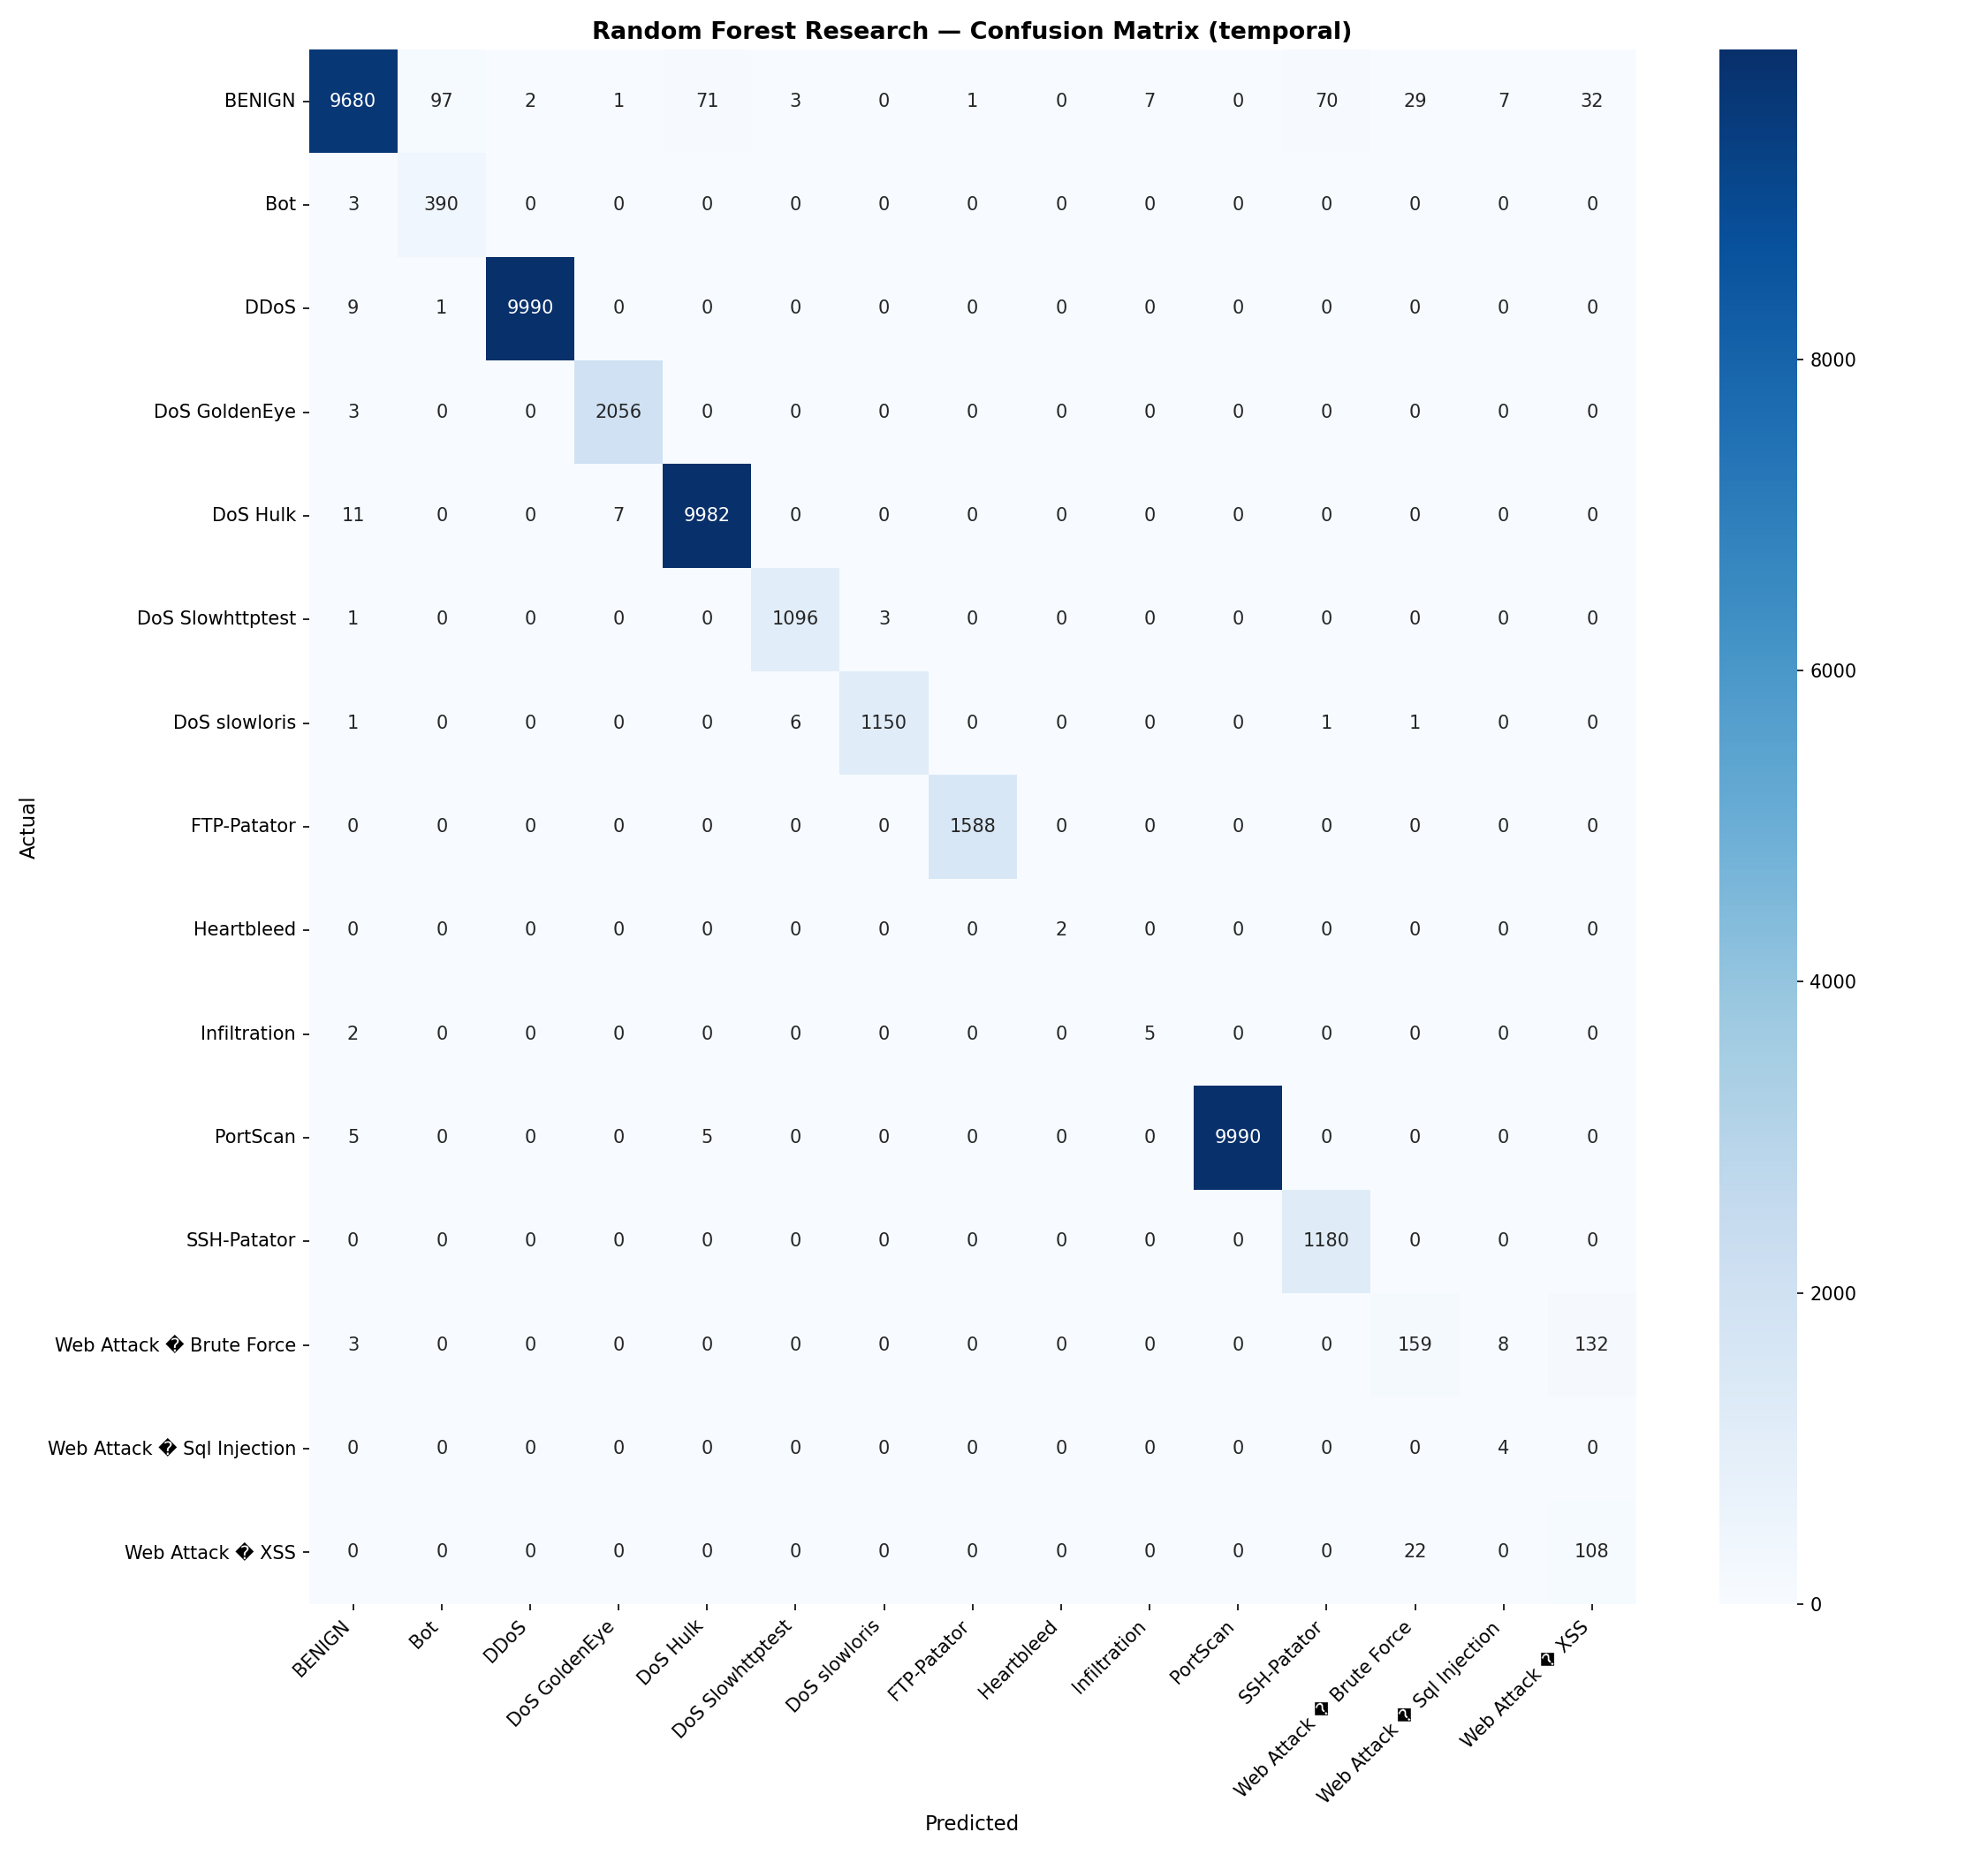 Random Forest Research — Confusion Matrix (temporal)
BENIGN 9680 97 2 1 71 3 0 1 0 7 0 70 29 7 32
Bot 3 390 0 0 0 0 0 0 0 0 0 0 0 0 0
DDoS 9 1 9990 0 0 0 0 0 0 0 0 0 0 0 0
8000
DoS GoldenEye 3 0 0 2056 0 0 0 0 0 0 0 0 0 0 0
DoS Hulk 11 0 0 7 9982 0 0 0 0 0 0 0 0 0 0
DoS Slowhttptest 1 0 0 0 0 1096 3 0 0 0 0 0 0 0 0
6000
DoS slowloris 1 0 0 0 0 6 1150 0 0 0 0 1 1 0 0
Actual
FTP-Patator 0 0 0 0 0 0 0 1588 0 0 0 0 0 0 0
Heartbleed 0 0 0 0 0 0 0 0 2 0 0 0 0 0 0
4000
Infiltration 2 0 0 0 0 0 0 0 0 5 0 0 0 0 0
PortScan 5 0 0 0 5 0 0 0 0 0 9990 0 0 0 0
SSH-Patator 0 0 0 0 0 0 0 0 0 0 0 1180 0 0 0
2000
Web Attack � Brute Force 3 0 0 0 0 0 0 0 0 0 0 0 159 8 132
Web Attack � Sql Injection 0 0 0 0 0 0 0 0 0 0 0 0 0 4 0
Web Attack � XSS 0 0 0 0 0 0 0 0 0 0 0 0 22 0 108
0
BENIGN
Bot
DDoS
DoS GoldenEye
DoS Hulk
DoS Slowhttptest
DoS slowloris
FTP-Patator
Heartbleed
Infiltration
PortScan
SSH-Patator
Web Attack � Brute Force
Web Attack � Sql Injection
Web Attack � XSS
Predicted